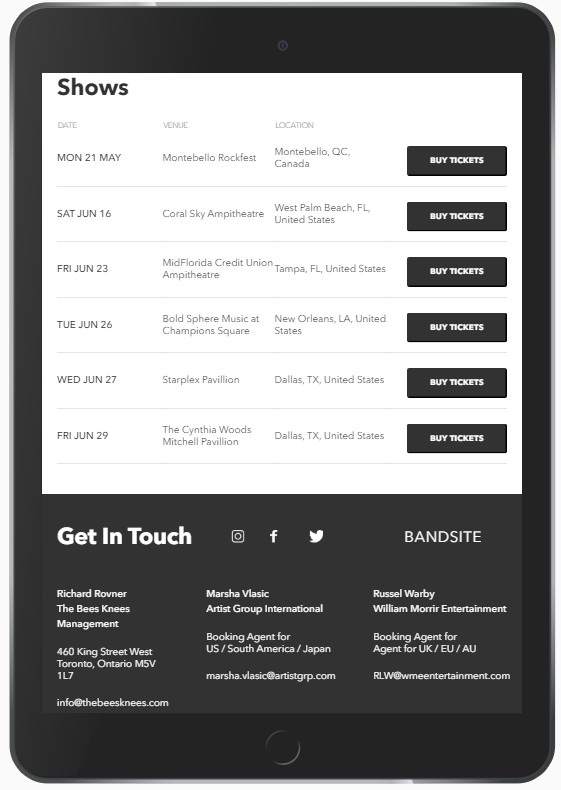 Shows
DATE VENUE LOCATION
MON 21 MAY Montebello Rockfest Montebello, QC,
Canada BUY TICKETS
SAT JUN 16 Coral Sky Ampitheatre West Palm Beach, FL,
United States BUY TICKETS
FRI JUN 23 MidFlorida Credit Union
Ampitheatre Tampa, FL, United States BUY TICKETS
TUE JUN 26 Bold Sphere Music at
Champions Square New Orleans, LA, United
States BUY TICKETS
WED JUN 27 Starplex Pavillion Dallas, TX, United States BUY TICKETS
FRI JUN 29 The Cynthia Woods
Mitchell Pavillion Dallas, TX, United States BUY TICKETS
Get In Touch BANDSITE
Richard Rovner
The Bees Knees
Management
460 King Street West
Toronto, Ontario M5V
1L7
info@thebeesknees.com
Marsha Vlasic
Artist Group International
Booking Agent for
US / South America / Japan
marsha.vlasic@artistgrp.com
Russel Warby
William Morrir Entertainment
Booking Agent for
Agent for UK / EU / AU
RLW@wmeentertainment.com